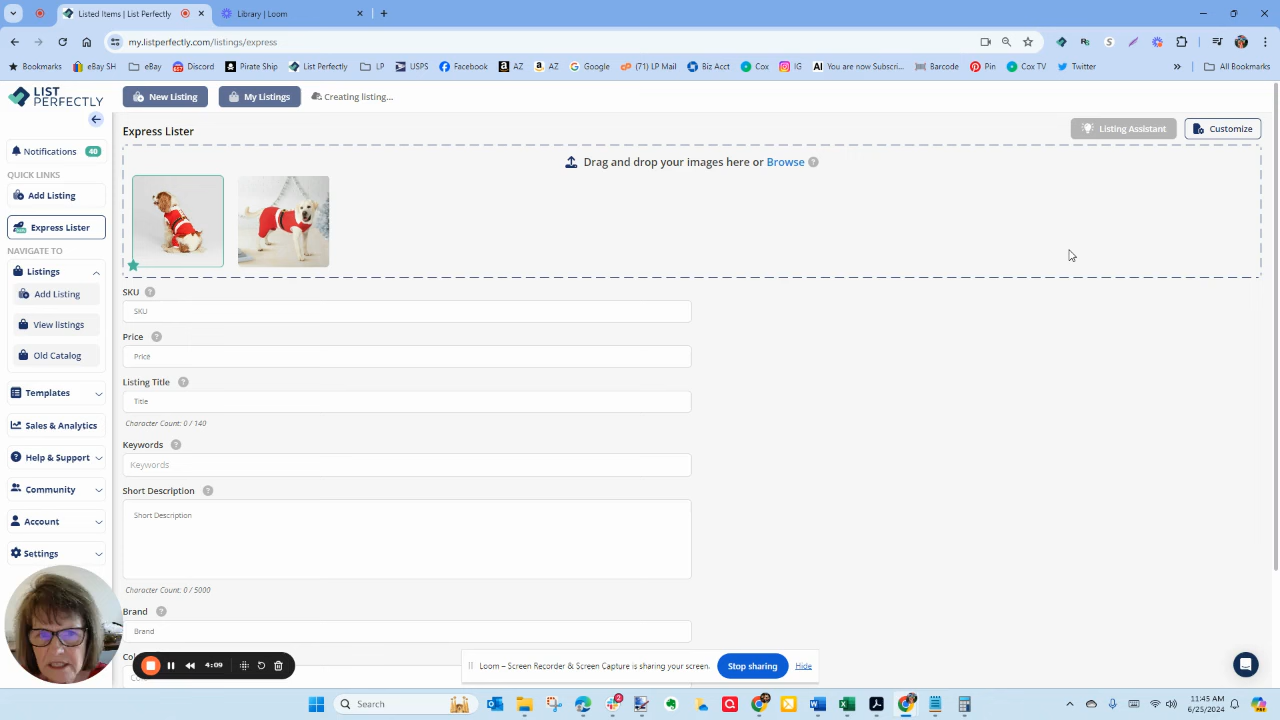 Listed Items | List Perfectly
Library | Loom
my.listperfectly.com/listings/express
Bookmarks
eBay SH
eBay
Discord
Pirate Ship
List Perfectly
LP
USPS
Facebook
AZ
AZ
Google
(71) LP Mail
Biz Acct
Cox
IG
You are now Subscri...
Barcode
Pin
Cox TV
Twitter
All Bookmarks
LIST PERFECTLY
New Listing
My Listings
Creating listing...
Notifications 40
QUICK LINKS
Add Listing
Express Lister
NAVIGATE TO
Listings
Add Listing
View listings
Old Catalog
Templates
Sales & Analytics
Help & Support
Community
Account
Settings
Express Lister
Listing Assistant
Customize
Drag and drop your images here or Browse
SKU
SKU
Price
Price
Listing Title
Title
Character Count: 0 / 140
Keywords
Keywords
Short Description
Short Description
Character Count: 0 / 5000
Brand
Brand
4:09
Loom – Screen Recorder & Screen Capture is sharing your screen.
Stop sharing
Hide
Search
2
11:45 AM
6/25/2024